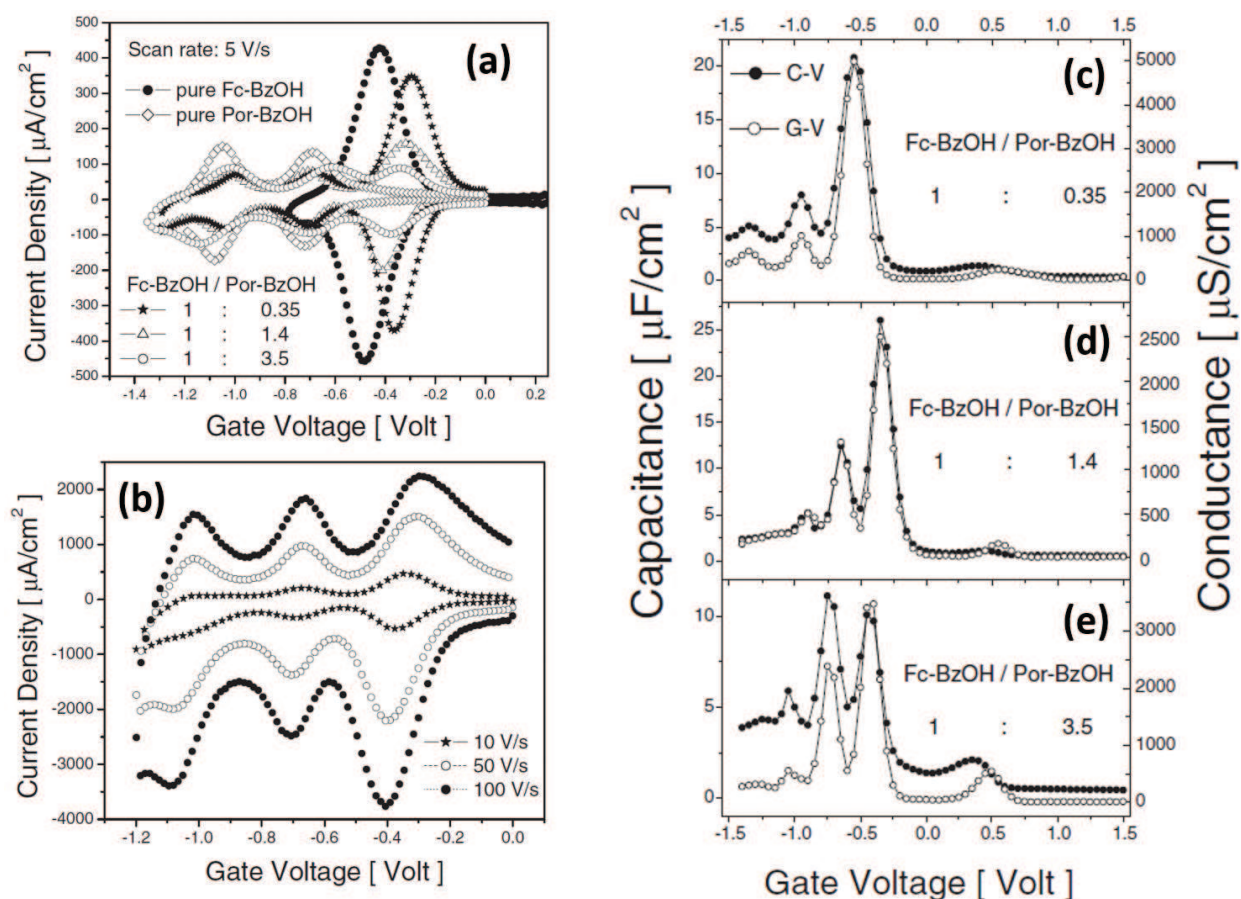 (a)
Scan rate: 5 V/s
pure Fc-BzOH
pure Por-BzOH
Fc-BzOH / Por-BzOH
1 : 0.35
1 : 1.4
1 : 3.5
500
400
300
200
100
0
100
200
300
400
500
Current Density [ μA/cm²]
-1.4 -1.2 -1.0 -0.8 -0.6 -0.4 -0.2 0.0 0.2
Gate Voltage [ Volt ]
(b)
2000
1000
0
-1000
-2000
-3000
-4000
Current Density [ μA/cm²]
10 V/s
50 V/s
100 V/s
-1.2 -1.0 -0.8 -0.6 -0.4 -0.2 0.0
Gate Voltage [ Volt ]
-1.5 -1.0 -0.5 0.0 0.5 1.0 1.5
(c)
C-V
G-V
Fc-BzOH / Por-BzOH
1 : 0.35
20
15
10
5
0
5000
4000
3000
2000
1000
0
(d)
Fc-BzOH / Por-BzOH
1 : 1.4
25
20
15
10
5
0
2500
2000
1500
1000
500
0
(e)
Fc-BzOH / Por-BzOH
1 : 3.5
10
5
0
3000
2000
1000
0
Capacitance [ μF/cm²]
Conductance [ μS/cm²]
-1.5 -1.0 -0.5 0.0 0.5 1.0 1.5
Gate Voltage [ Volt ]